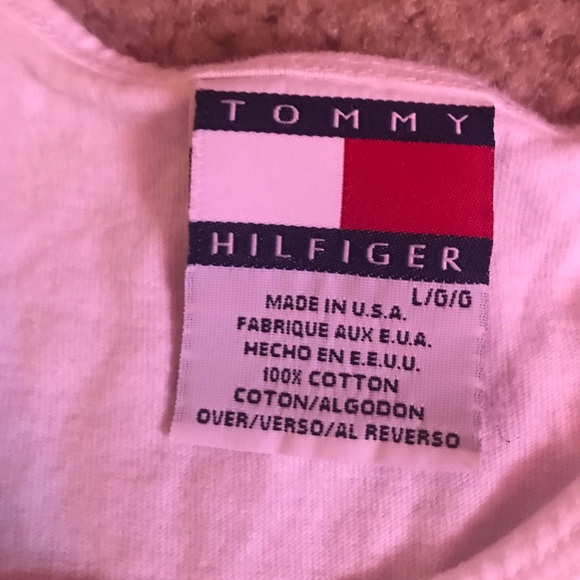 TOMMY
HILFIGER
L/G/G
MADE IN U.S.A.
FABRIQUE AUX E.U.A.
HECHO EN E.E.U.U.
100% COTTON
COTON/ALGODON
OVER/VERSO/AL REVERSO